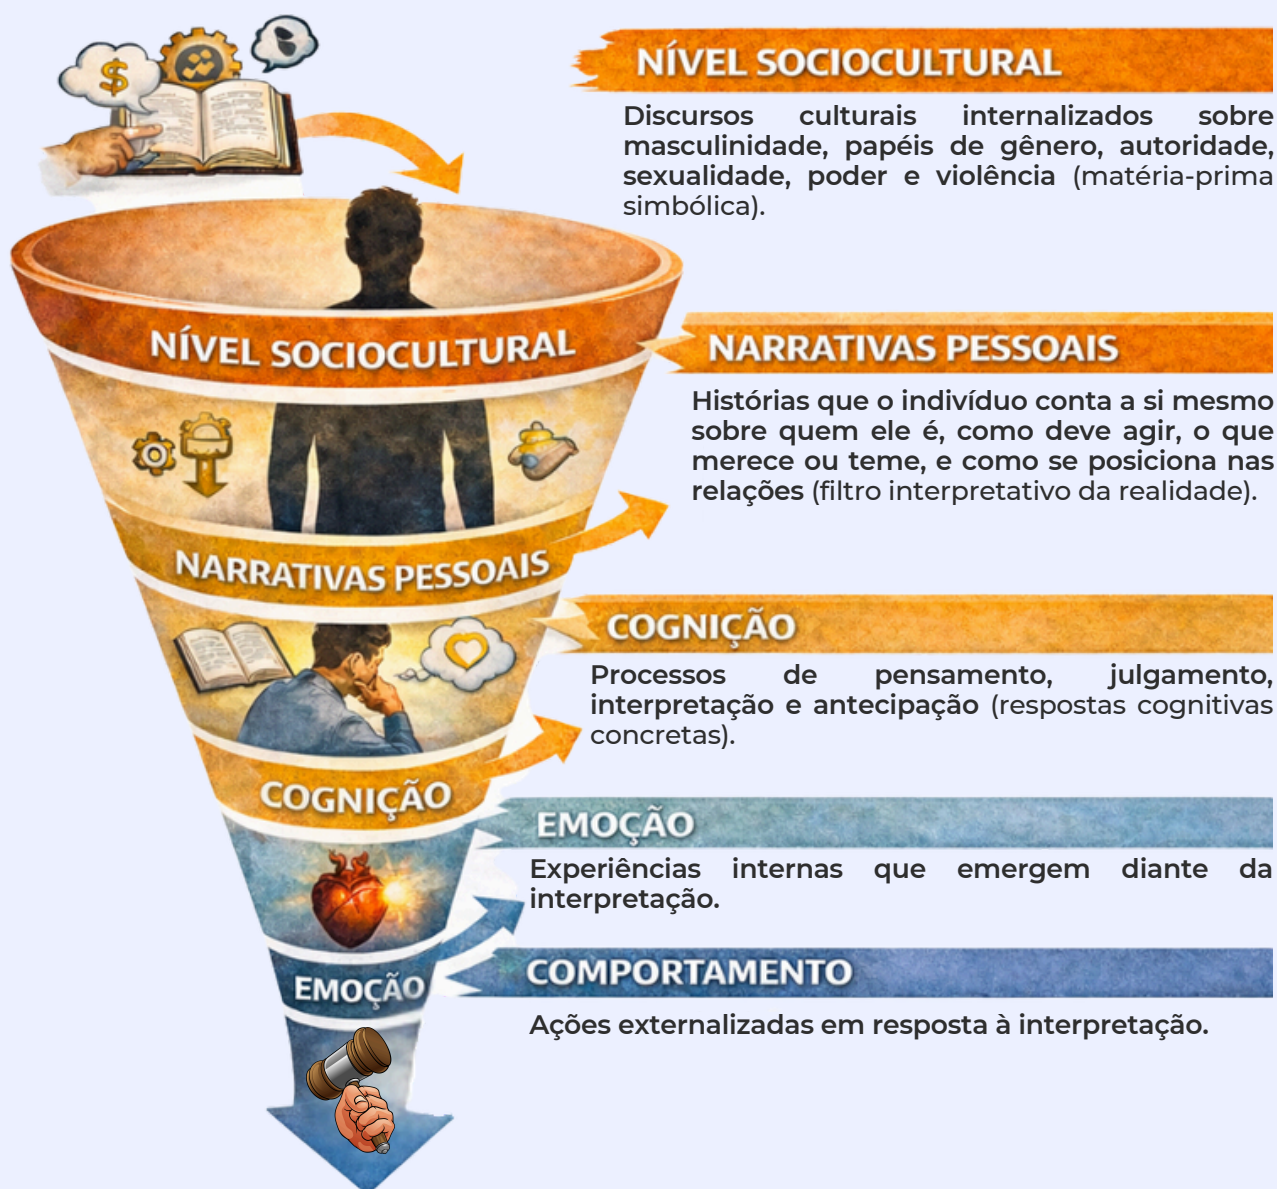 NÍVEL SOCIOCULTURAL
Discursos culturais internalizados sobre
masculinidade, papéis de gênero, autoridade,
sexualidade, poder e violência (matéria-prima
simbólica).
NÍVEL SOCIOCULTURAL
NARRATIVAS PESSOAIS
Histórias que o indivíduo conta a si mesmo
sobre quem ele é, como deve agir, o que
merece ou teme, e como se posiciona nas
relações (filtro interpretativo da realidade).
NARRATIVAS PESSOAIS
COGNIÇÃO
Processos de pensamento, julgamento,
interpretação e antecipação (respostas cognitivas
concretas).
COGNIÇÃO
EMOÇÃO
Experiências internas que emergem diante da
interpretação.
EMOÇÃO
COMPORTAMENTO
Ações externalizadas em resposta à interpretação.
$